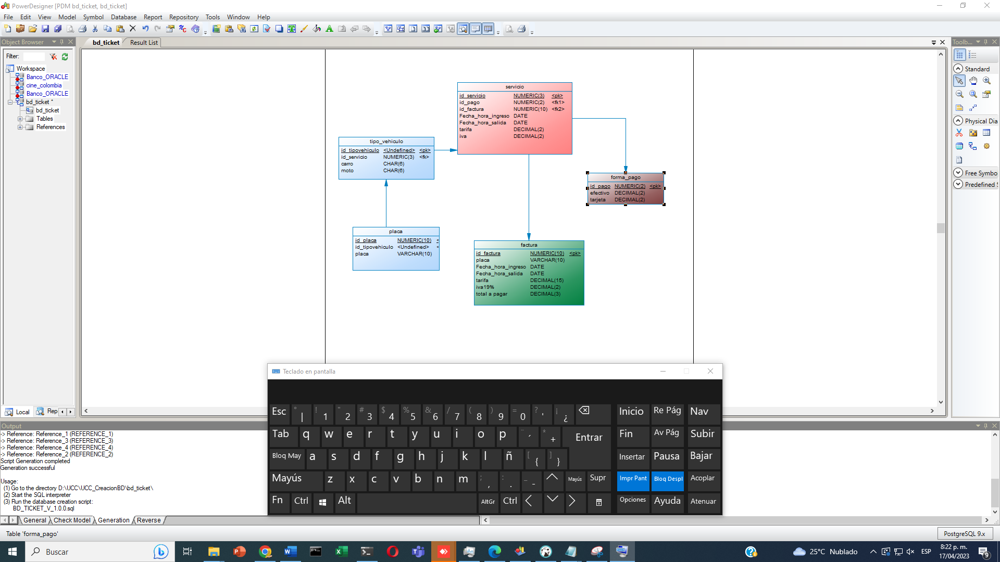 PowerDesigner [PDM bd_ticket, bd_ticket]
File Edit View Model Symbol Database Report Repository Tools Window Help
Object Browser
bd_ticket Result List
Toolb...
Filter:
Workspace
Banco_ORACLE
cine_colombia
Banco_ORACLE
bd_ticket *
bd_ticket
Tables
References
Standard
Physical Dia
Free Symbo
Predefined S
servicio
id_servicio NUMERIC(3) <pk>
id_pago NUMERIC(2) <fk1>
id_factura NUMERIC(10) <fk2>
Fecha_hora_ingreso DATE
Fecha_hora_salida DATE
tarifa DECIMAL(2)
iva DECIMAL(2)
tipo_vehiculo
id_tipovehiculo <Undefined> <pk>
id_servicio NUMERIC(3) <fk>
carro CHAR(6)
moto CHAR(6)
forma_pago
id_pago NUMERIC(2) <pk>
efectivo DECIMAL(2)
tarjeta DECIMAL(2)
placa
id_placa NUMERIC(10) <
id_tipovehiculo <Undefined> <
placa VARCHAR(10)
factura
id_factura NUMERIC(10) <pk>
placa VARCHAR(10)
Fecha_hora_ingreso DATE
Fecha_hora_salida DATE
tarifa DECIMAL(15)
iva19% DECIMAL(2)
total a pagar DECIMAL(3)
Local Rep
Output
-> Reference: Reference_1 (REFERENCE_1)
-> Reference: Reference_3 (REFERENCE_3)
-> Reference: Reference_4 (REFERENCE_4)
-> Reference: Reference_2 (REFERENCE_2)
Script Generation completed
Generation successful
Usage:
(1) Go to the directory D:\UCC\UCC_CreacionBD\bd_ticket\
(2) Start the SQL interpreter
(3) Run the database creation script:
BD_TICKET_V_1.0.0.sql
General Check Model Generation Reverse
Teclado en pantalla
Esc ° | ! 1 " 2 # 3 $ 4 % 5 & 6 / 7 ( 8 ) 9 = 0 ? ' ¡ ¿ Inicio Re Pág Nav
Tab q w e r t y u i o p ¨ ´ * + Entrar Fin Av Pág Subir
Bloq May a s d f g h j k l ñ [ { ] } Insertar Pausa Bajar
Mayús z x c v b n m ; , : . _ - Mayús Supr Impr Pant Bloq Despl Acoplar
Fn Ctrl Alt AltGr Ctrl Opciones Ayuda Atenuar
Table 'forma_pago'
PostgreSQL 9.x
Buscar
25°C Nublado
ESP
8:22 p. m.
17/04/2023
9